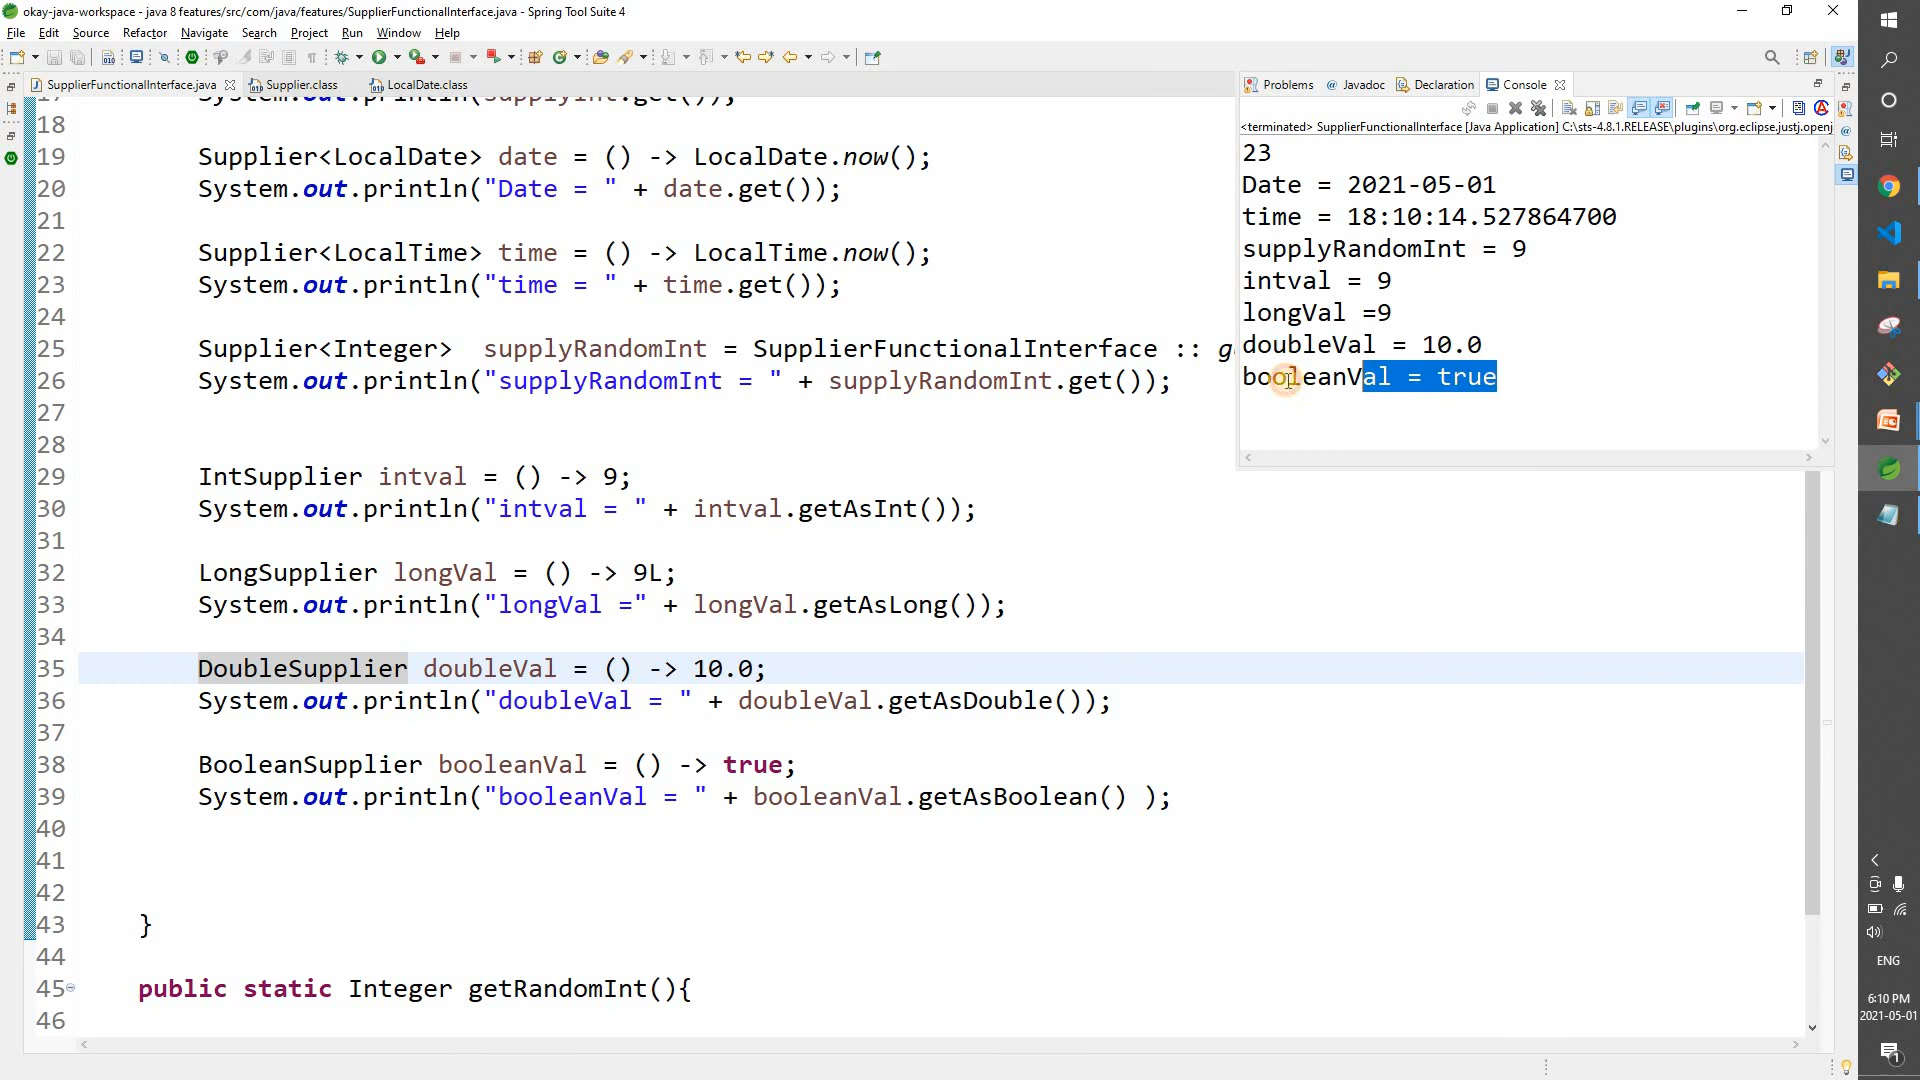 okay-java-workspace - java 8 features/src/com/java/features/SupplierFunctionalInterface.java - Spring Tool Suite 4
File Edit Source Refactor Navigate Search Project Run Window Help
SupplierFunctionalInterface.java Supplier.class LocalDate.class
17 System.out.println(supplyInt.get());
18
19 Supplier<LocalDate> date = () -> LocalDate.now();
20 System.out.println("Date = " + date.get());
21
22 Supplier<LocalTime> time = () -> LocalTime.now();
23 System.out.println("time = " + time.get());
24
25 Supplier<Integer>  supplyRandomInt = SupplierFunctionalInterface :: g
26 System.out.println("supplyRandomInt = " + supplyRandomInt.get());
27
28
29 IntSupplier intval = () -> 9;
30 System.out.println("intval = " + intval.getAsInt());
31
32 LongSupplier longVal = () -> 9L;
33 System.out.println("longVal =" + longVal.getAsLong());
34
35 DoubleSupplier doubleVal = () -> 10.0;
36 System.out.println("doubleVal = " + doubleVal.getAsDouble());
37
38 BooleanSupplier booleanVal = () -> true;
39 System.out.println("booleanVal = " + booleanVal.getAsBoolean() );
40
41
42
43 }
44
45 public static Integer getRandomInt(){
46
Problems Javadoc Declaration Console
<terminated> SupplierFunctionalInterface [Java Application] C:\sts-4.8.1.RELEASE\plugins\org.eclipse.justj.openj
23
Date = 2021-05-01
time = 18:10:14.527864700
supplyRandomInt = 9
intval = 9
longVal =9
doubleVal = 10.0
booleanVal = true
ENG
6:10 PM
2021-05-01
1